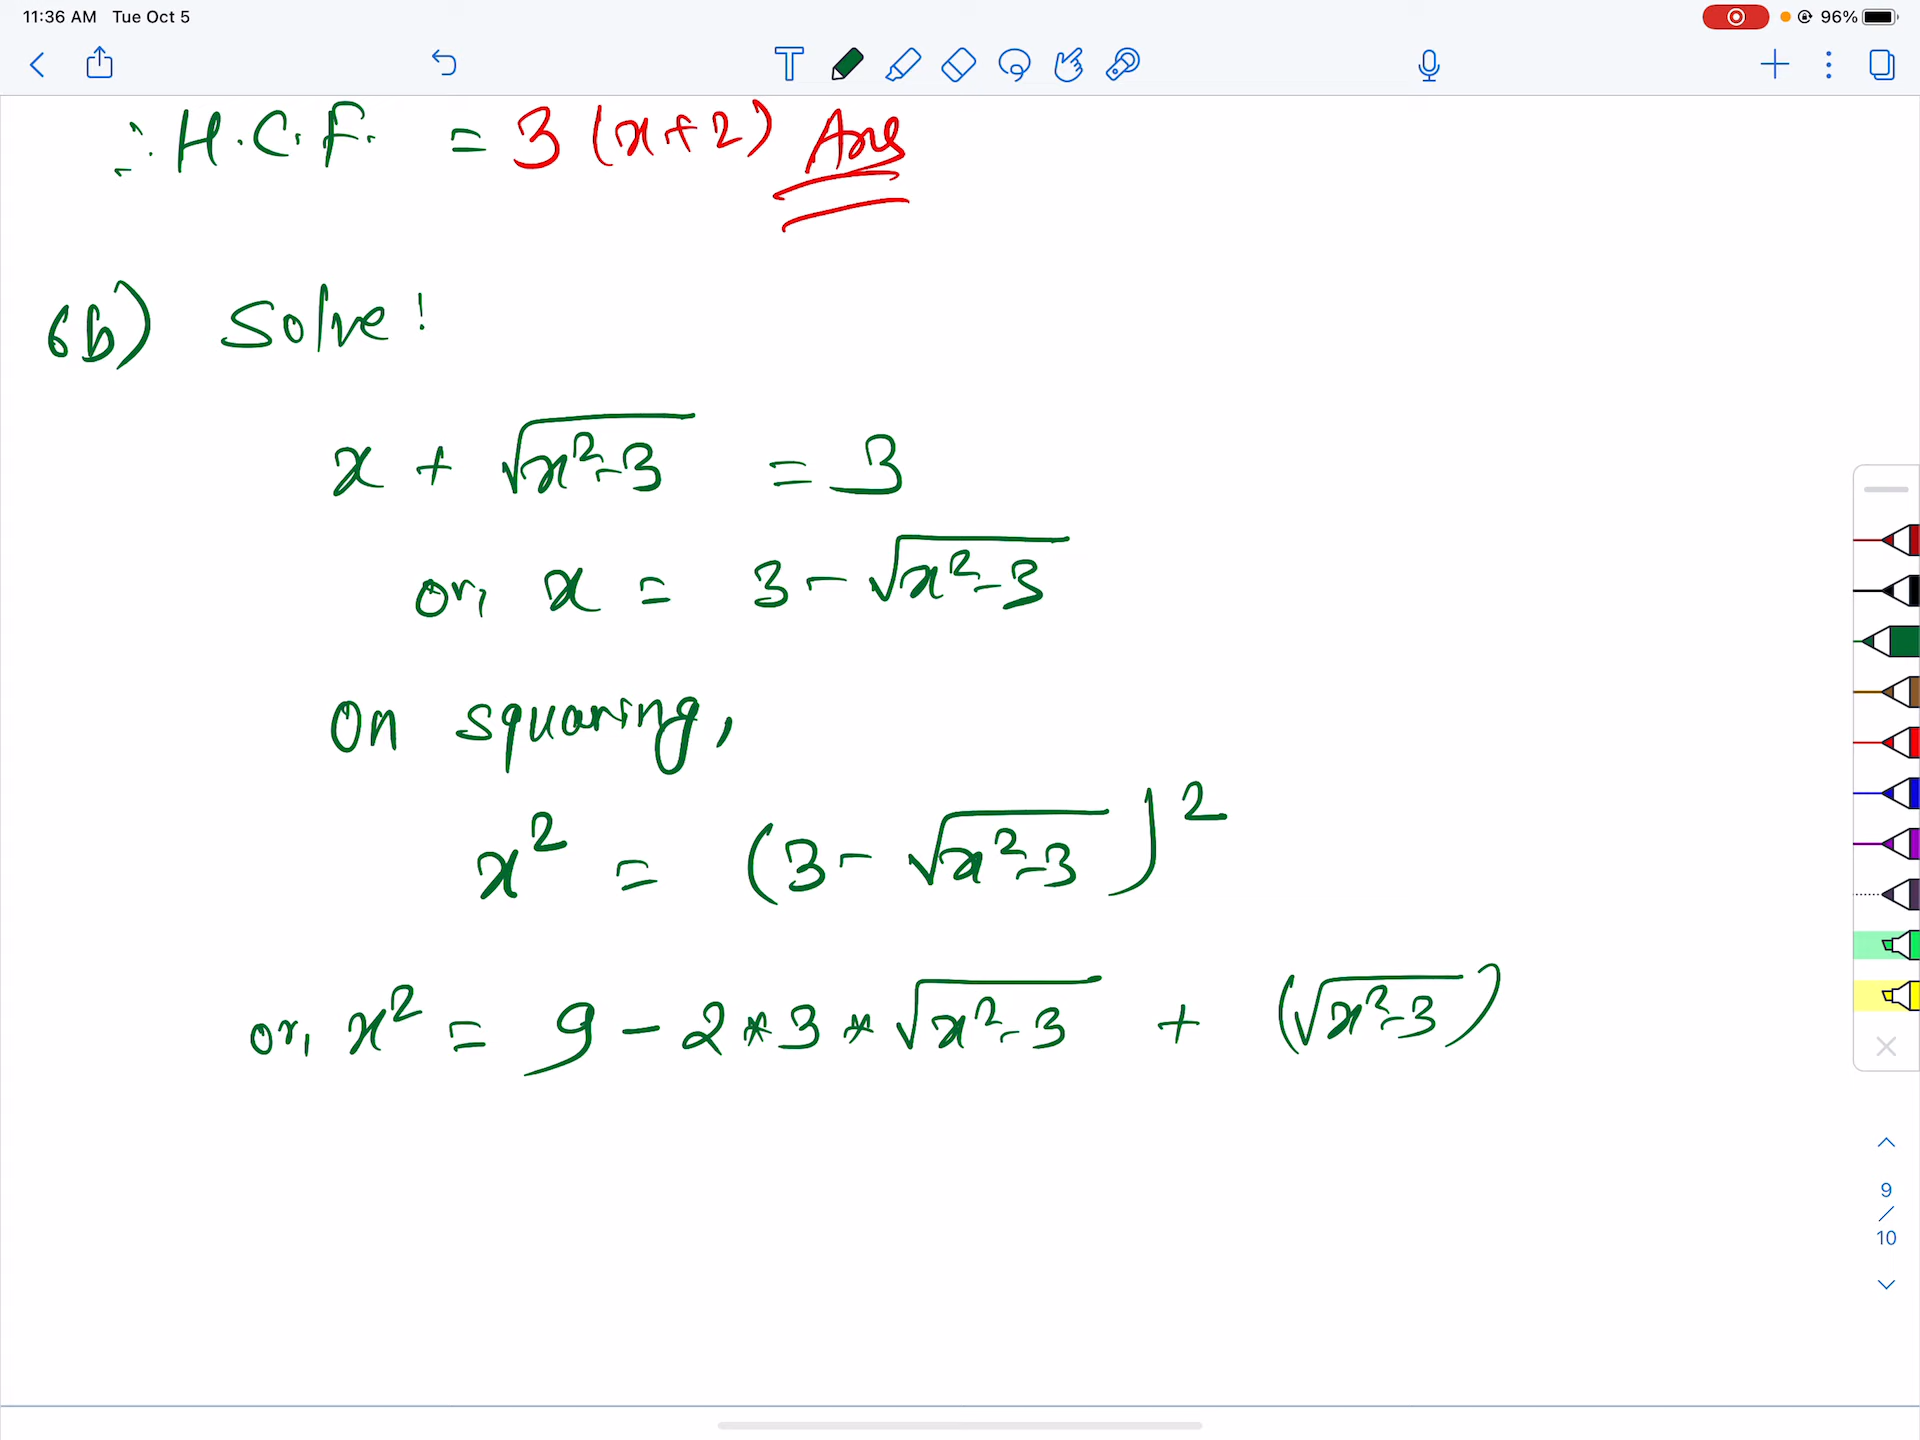 11:36 AM Tue Oct 5 96%
∴ H.C.F. = 3 (x+2) Ans
6b) Solve:
x + √(x²-3) = 3
or, x = 3 - √(x²-3)
On squaring,
x² = (3 - √(x²-3))²
or, x² = 9 - 2*3*√(x²-3) + (√(x²-3))
9
/
10